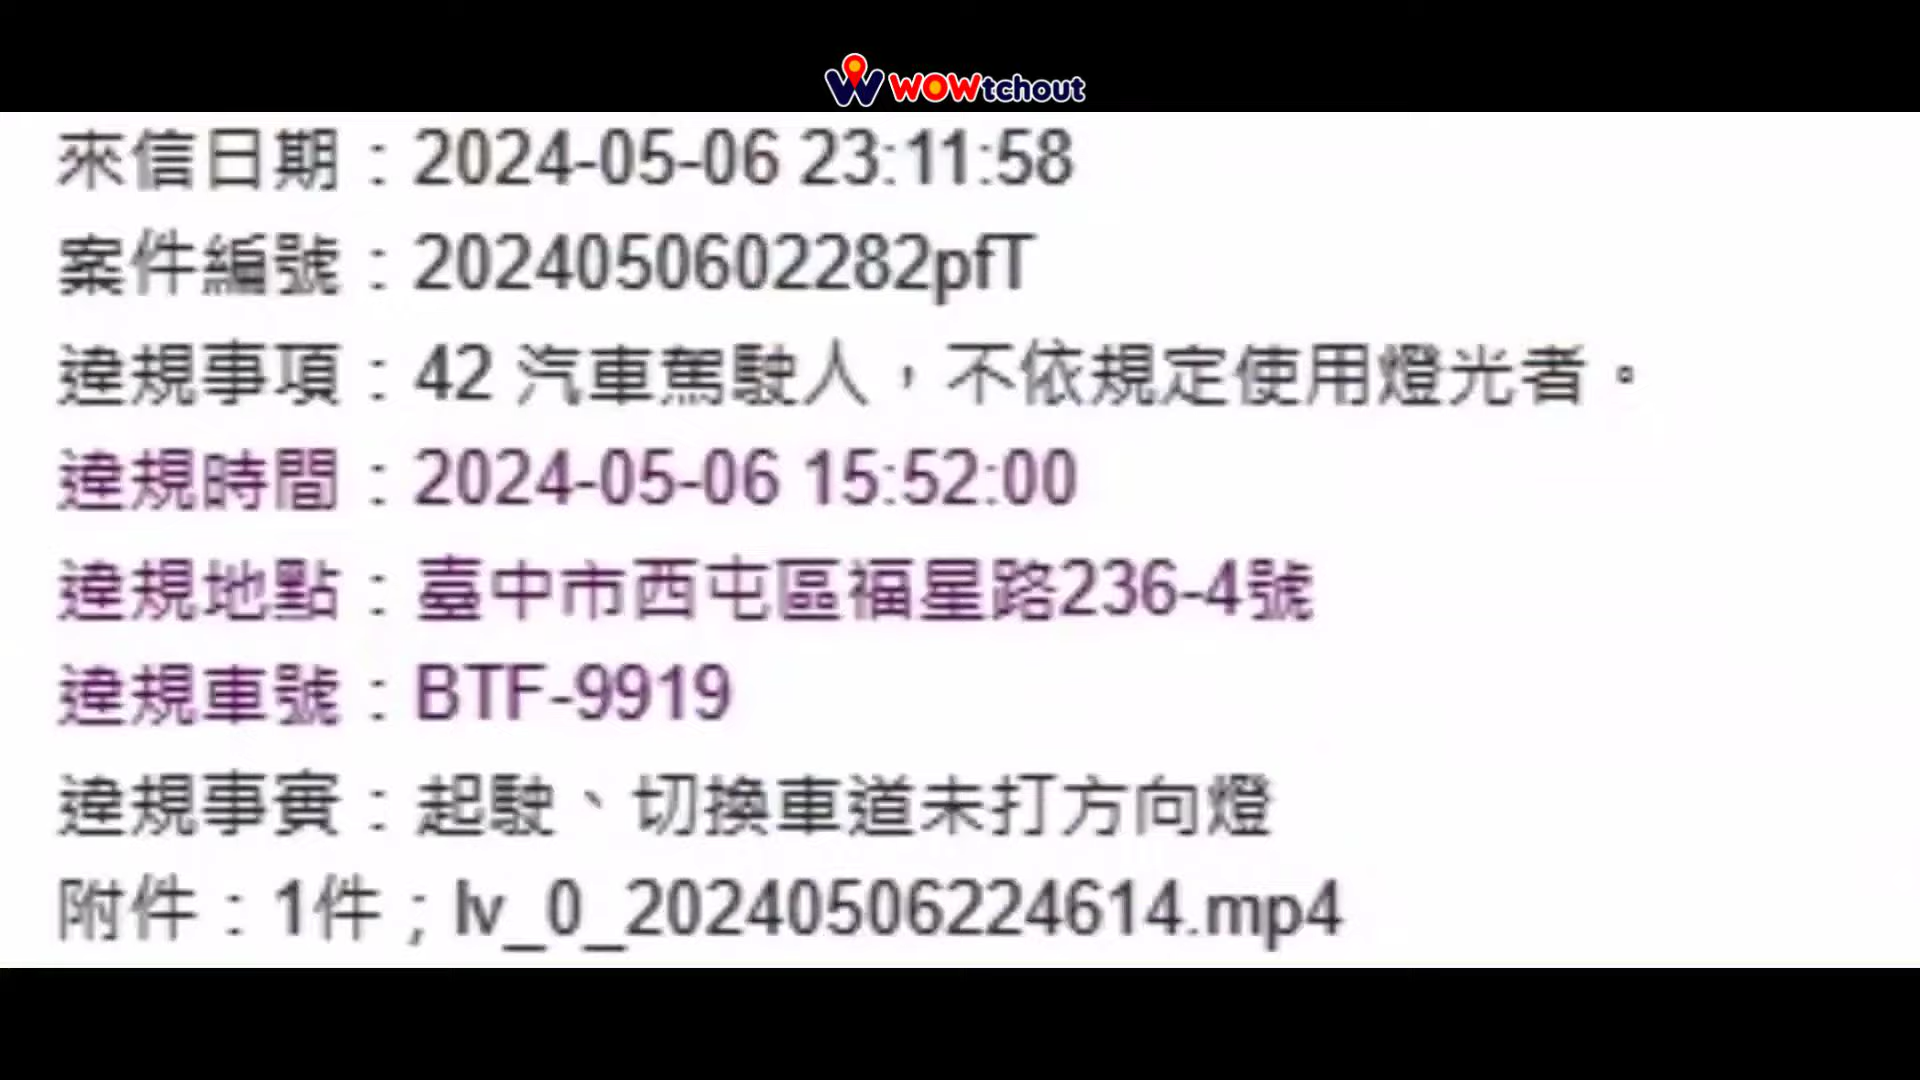 WOWtchout
來信日期：2024-05-06 23:11:58
案件編號：2024050602282pfT
違規事項：42 汽車駕駛人，不依規定使用燈光者。
違規時間：2024-05-06 15:52:00
違規地點：臺中市西屯區福星路236-4號
違規車號：BTF-9919
違規事實：起駛、切換車道未打方向燈
附件：1件；lv_0_20240506224614.mp4